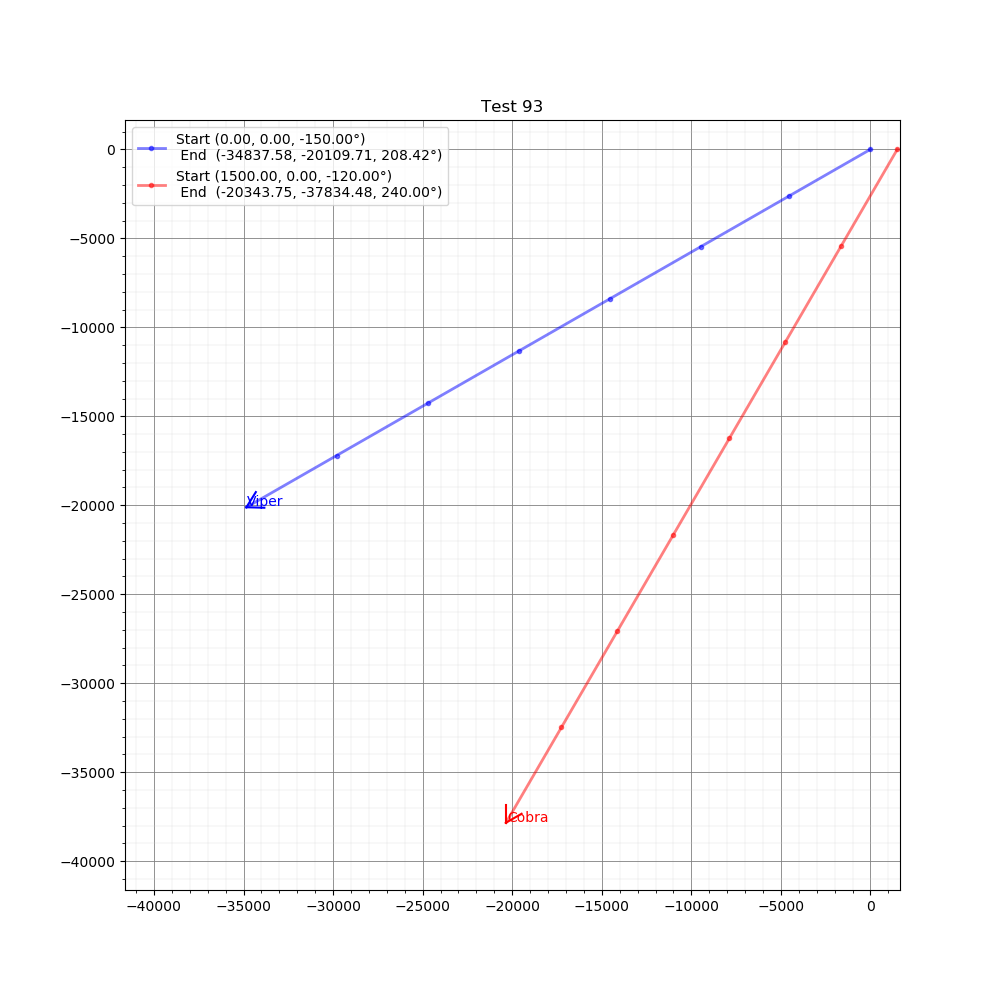 Test 93
Start (0.00, 0.00, -150.00°)
End  (-34837.58, -20109.71, 208.42°)
Start (1500.00, 0.00, -120.00°)
End  (-20343.75, -37834.48, 240.00°)
0
−5000
−10000
−15000
−20000
−25000
−30000
−35000
−40000
Viper
Cobra
−40000 −35000 −30000 −25000 −20000 −15000 −10000 −5000 0